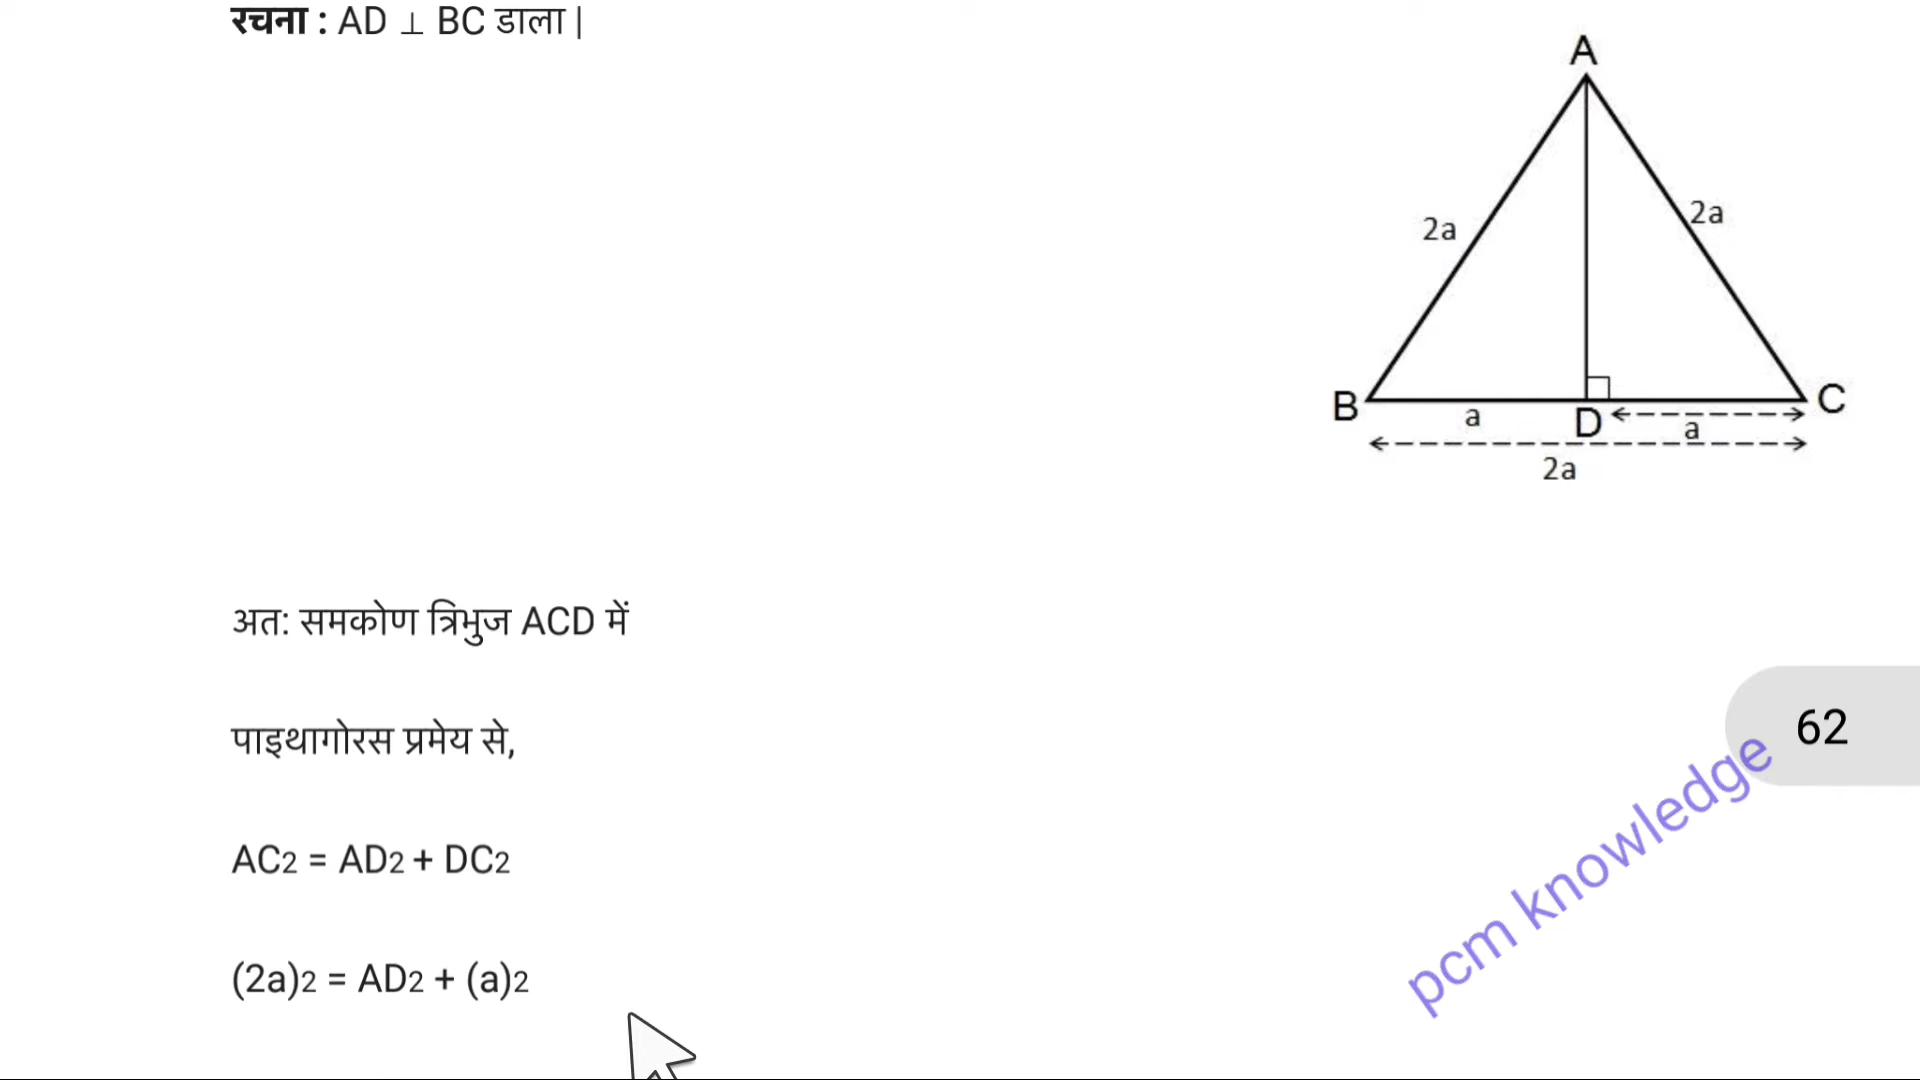 रचना : AD ⊥ BC डाला |
A
2a
2a
B
a
D
a
C
2a
अत: समकोण त्रिभुज ACD में
पाइथागोरस प्रमेय से,
62
AC2 = AD2 + DC2
(2a)2 = AD2 + (a)2
pcm knowledge